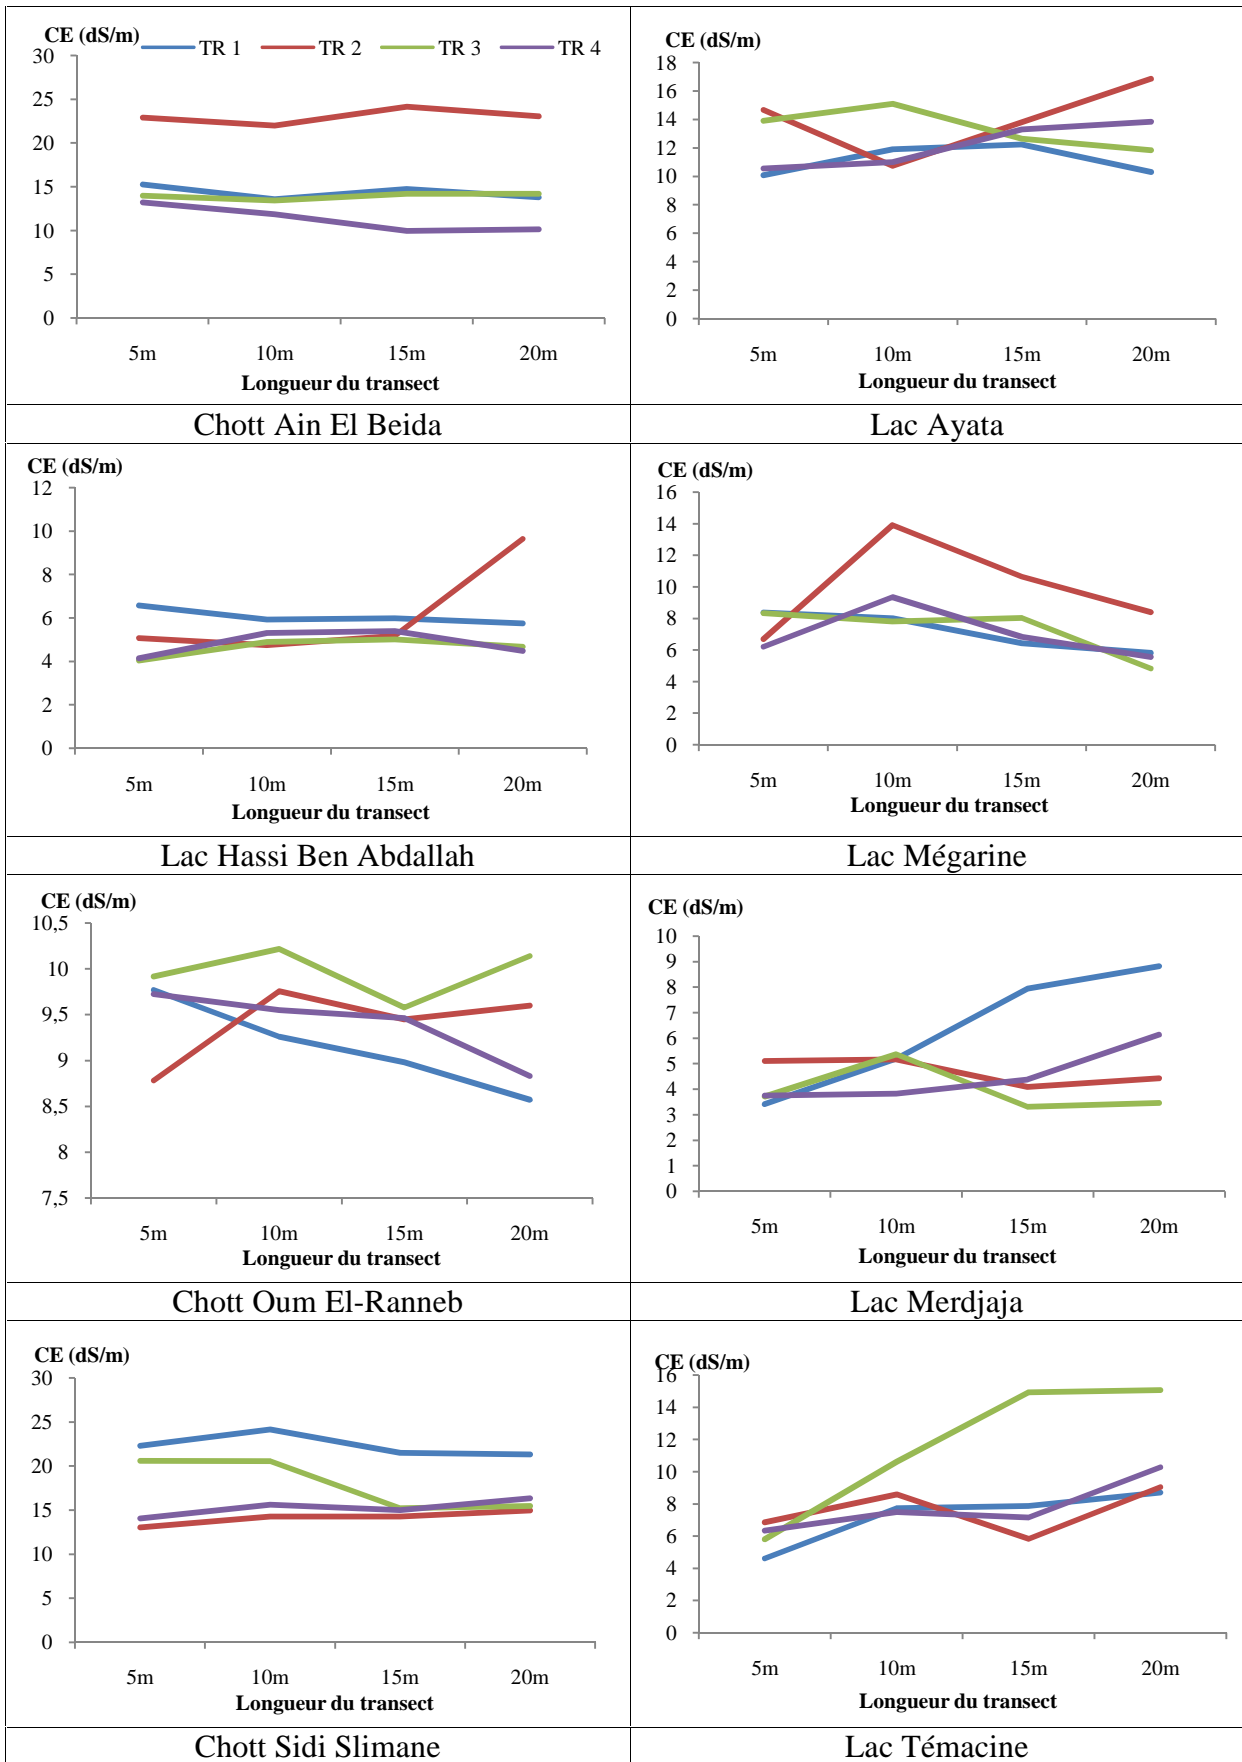 CE (dS/m)
TR 1 TR 2 TR 3 TR 4
30
25
20
15
10
5
0
5m 10m 15m 20m
Longueur du transect
Chott Ain El Beida
CE (dS/m)
18
16
14
12
10
8
6
4
2
0
5m 10m 15m 20m
Longueur du transect
Lac Ayata
CE (dS/m)
12
10
8
6
4
2
0
5m 10m 15m 20m
Longueur du transect
Lac Hassi Ben Abdallah
CE (dS/m)
16
14
12
10
8
6
4
2
0
5m 10m 15m 20m
Longueur du transect
Lac Mégarine
CE (dS/m)
10,5
10
9,5
9
8,5
8
7,5
5m 10m 15m 20m
Longueur du transect
Chott Oum El-Ranneb
CE (dS/m)
10
9
8
7
6
5
4
3
2
1
0
5m 10m 15m 20m
Longueur du transect
Lac Merdjaja
CE (dS/m)
30
25
20
15
10
5
0
5m 10m 15m 20m
Longueur du transect
Chott Sidi Slimane
CE (dS/m)
16
14
12
10
8
6
4
2
0
5m 10m 15m 20m
Longueur du transect
Lac Témacine